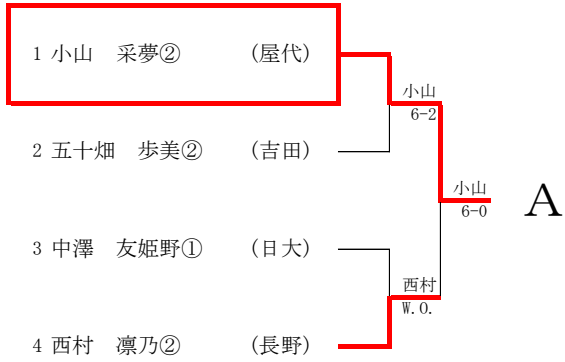 1 小山　采夢② (屋代)
小山
6-2
2 五十畑　歩美② (吉田)
小山
6-0
A
3 中澤　友姫野① (日大)
西村
W.O.
4 西村　凛乃② (長野)